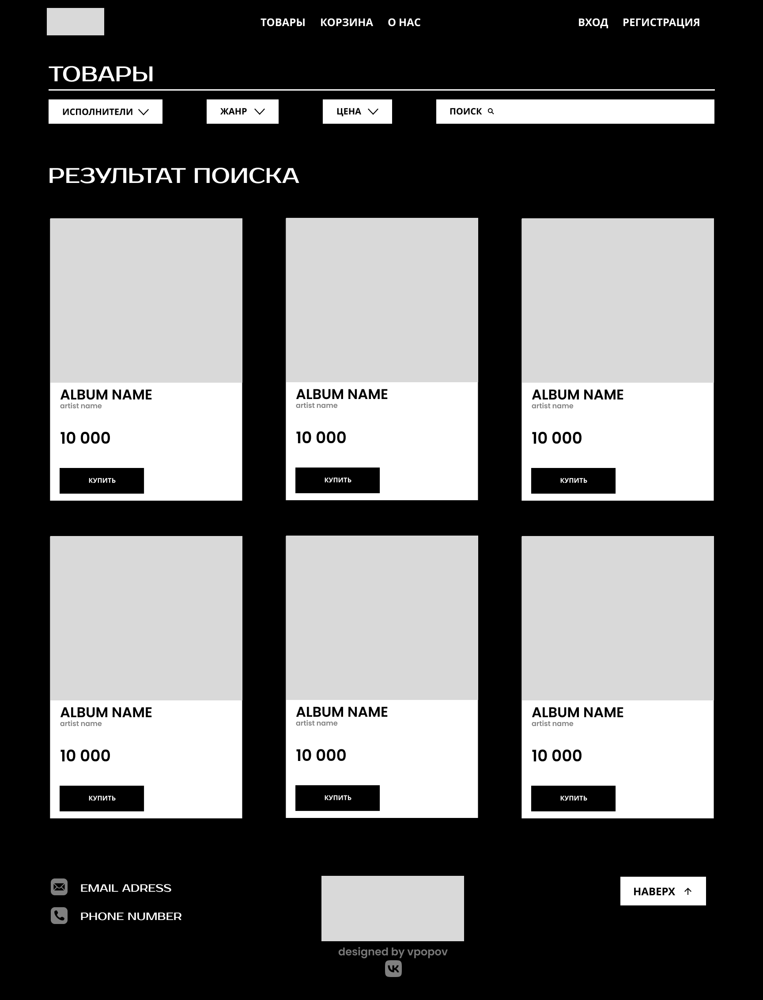 ТОВАРЫ КОРЗИНА О НАС ВХОД РЕГИСТРАЦИЯ
ТОВАРЫ
ИСПОЛНИТЕЛИ ЖАНР ЦЕНА ПОИСК
РЕЗУЛЬТАТ ПОИСКА
ALBUM NAME
artist name
10 000
КУПИТЬ
ALBUM NAME
artist name
10 000
КУПИТЬ
ALBUM NAME
artist name
10 000
КУПИТЬ
ALBUM NAME
artist name
10 000
КУПИТЬ
ALBUM NAME
artist name
10 000
КУПИТЬ
ALBUM NAME
artist name
10 000
КУПИТЬ
EMAIL ADRESS
PHONE NUMBER
designed by vpopov
НАВЕРХ